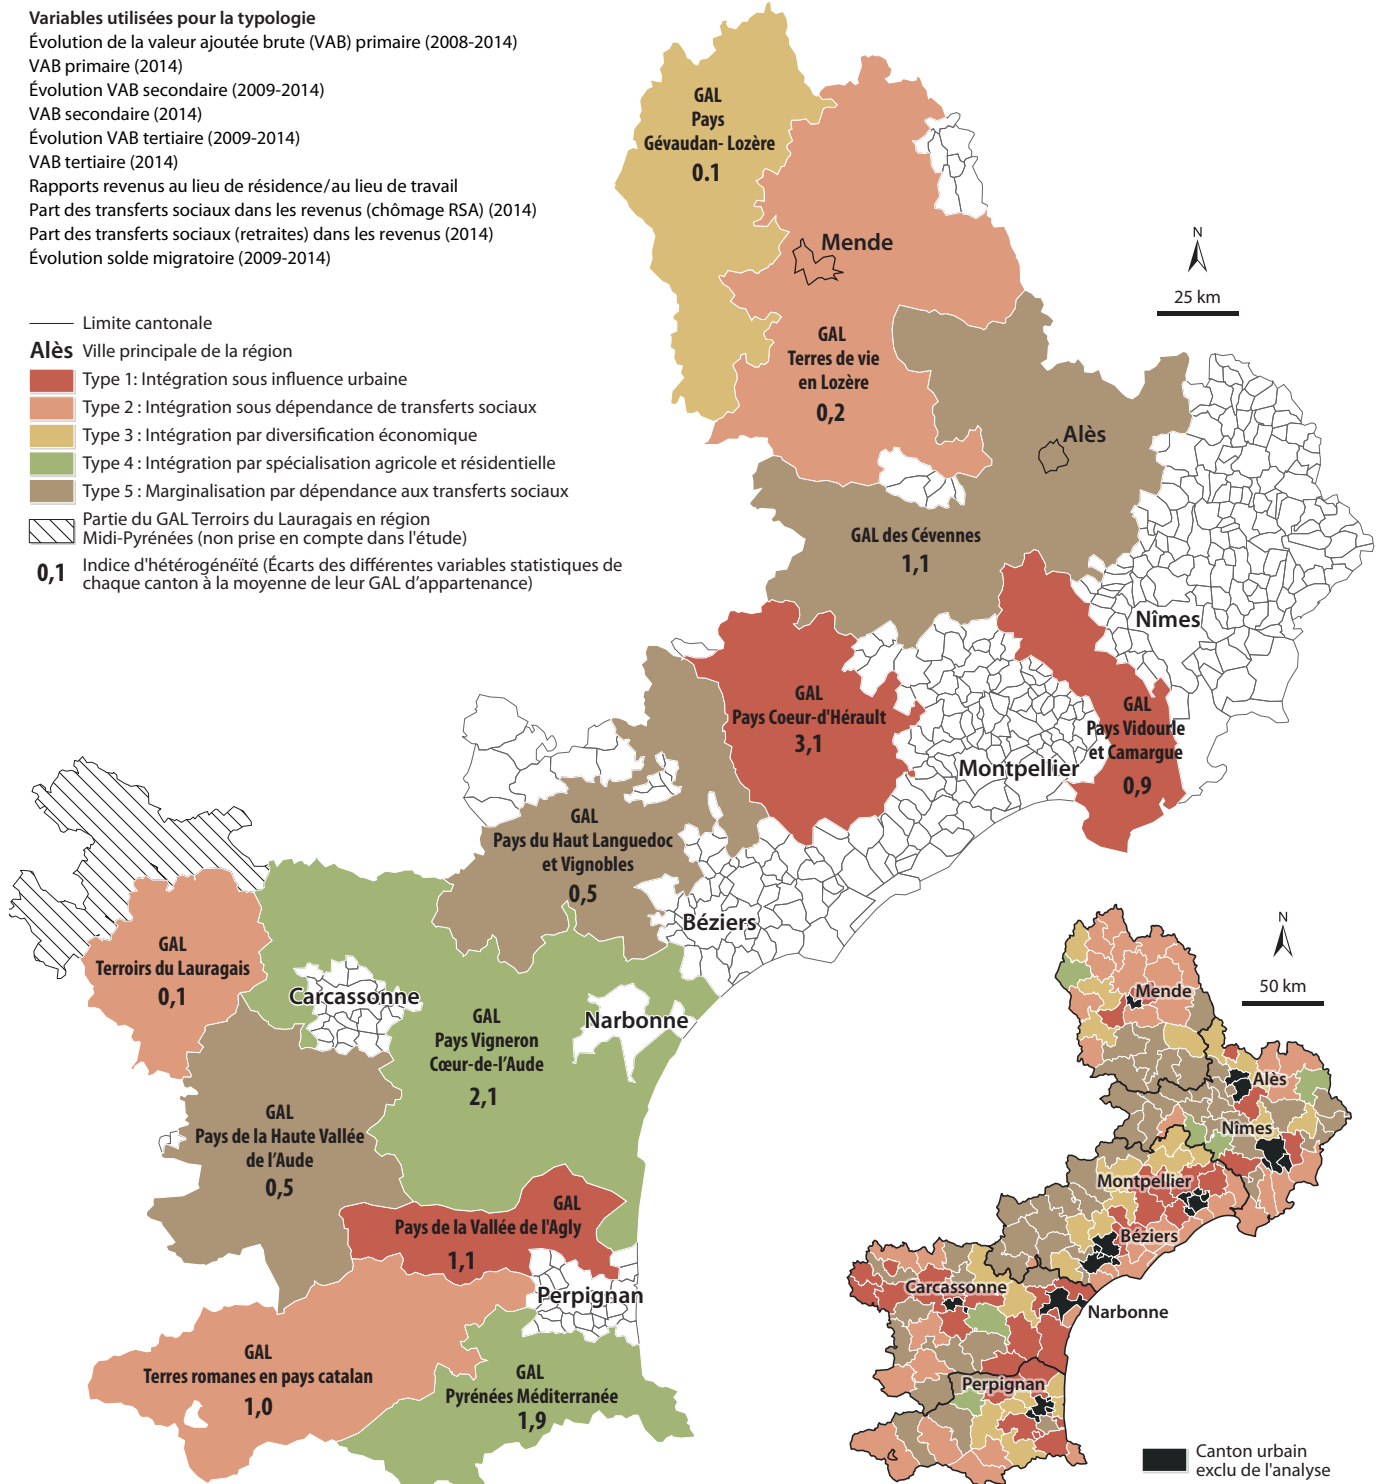 Variables utilisées pour la typologie
Évolution de la valeur ajoutée brute (VAB) primaire (2008-2014)
VAB primaire (2014)
Évolution VAB secondaire (2009-2014)
VAB secondaire (2014)
Évolution VAB tertiaire (2009-2014)
VAB tertiaire (2014)
Rapports revenus au lieu de résidence/au lieu de travail
Part des transferts sociaux dans les revenus (chômage RSA) (2014)
Part des transferts sociaux (retraites) dans les revenus (2014)
Évolution solde migratoire (2009-2014)
Limite cantonale
Alès Ville principale de la région
Type 1: Intégration sous influence urbaine
Type 2 : Intégration sous dépendance de transferts sociaux
Type 3 : Intégration par diversification économique
Type 4 : Intégration par spécialisation agricole et résidentielle
Type 5 : Marginalisation par dépendance aux transferts sociaux
Partie du GAL Terroirs du Lauragais en région
Midi-Pyrénées (non prise en compte dans l'étude)
0,1 Indice d'hétérogénéïté (Écarts des différentes variables statistiques de
chaque canton à la moyenne de leur GAL d'appartenance)
GAL
Pays
Gévaudan- Lozère
0.1
Mende
N
25 km
GAL
Terres de vie
en Lozère
0,2
Alès
GAL des Cévennes
1,1
Nîmes
GAL
Pays Coeur-d'Hérault
3,1
GAL
Pays Vidourle
et Camargue
0,9
Montpellier
GAL
Pays du Haut Languedoc
et Vignobles
0,5
Béziers
GAL
Terroirs du Lauragais
0,1
Carcassonne
Narbonne
GAL
Pays Vigneron
Cœur-de-l'Aude
2,1
GAL
Pays de la Haute Vallée
de l'Aude
0,5
GAL
Pays de la Vallée de l'Agly
1,1
Perpignan
GAL
Terres romanes en pays catalan
1,0
GAL
Pyrénées Méditerranée
1,9
N
50 km
Mende
Alès
Nîmes
Montpellier
Béziers
Carcassonne
Narbonne
Perpignan
Canton urbain
exclu de l'analyse